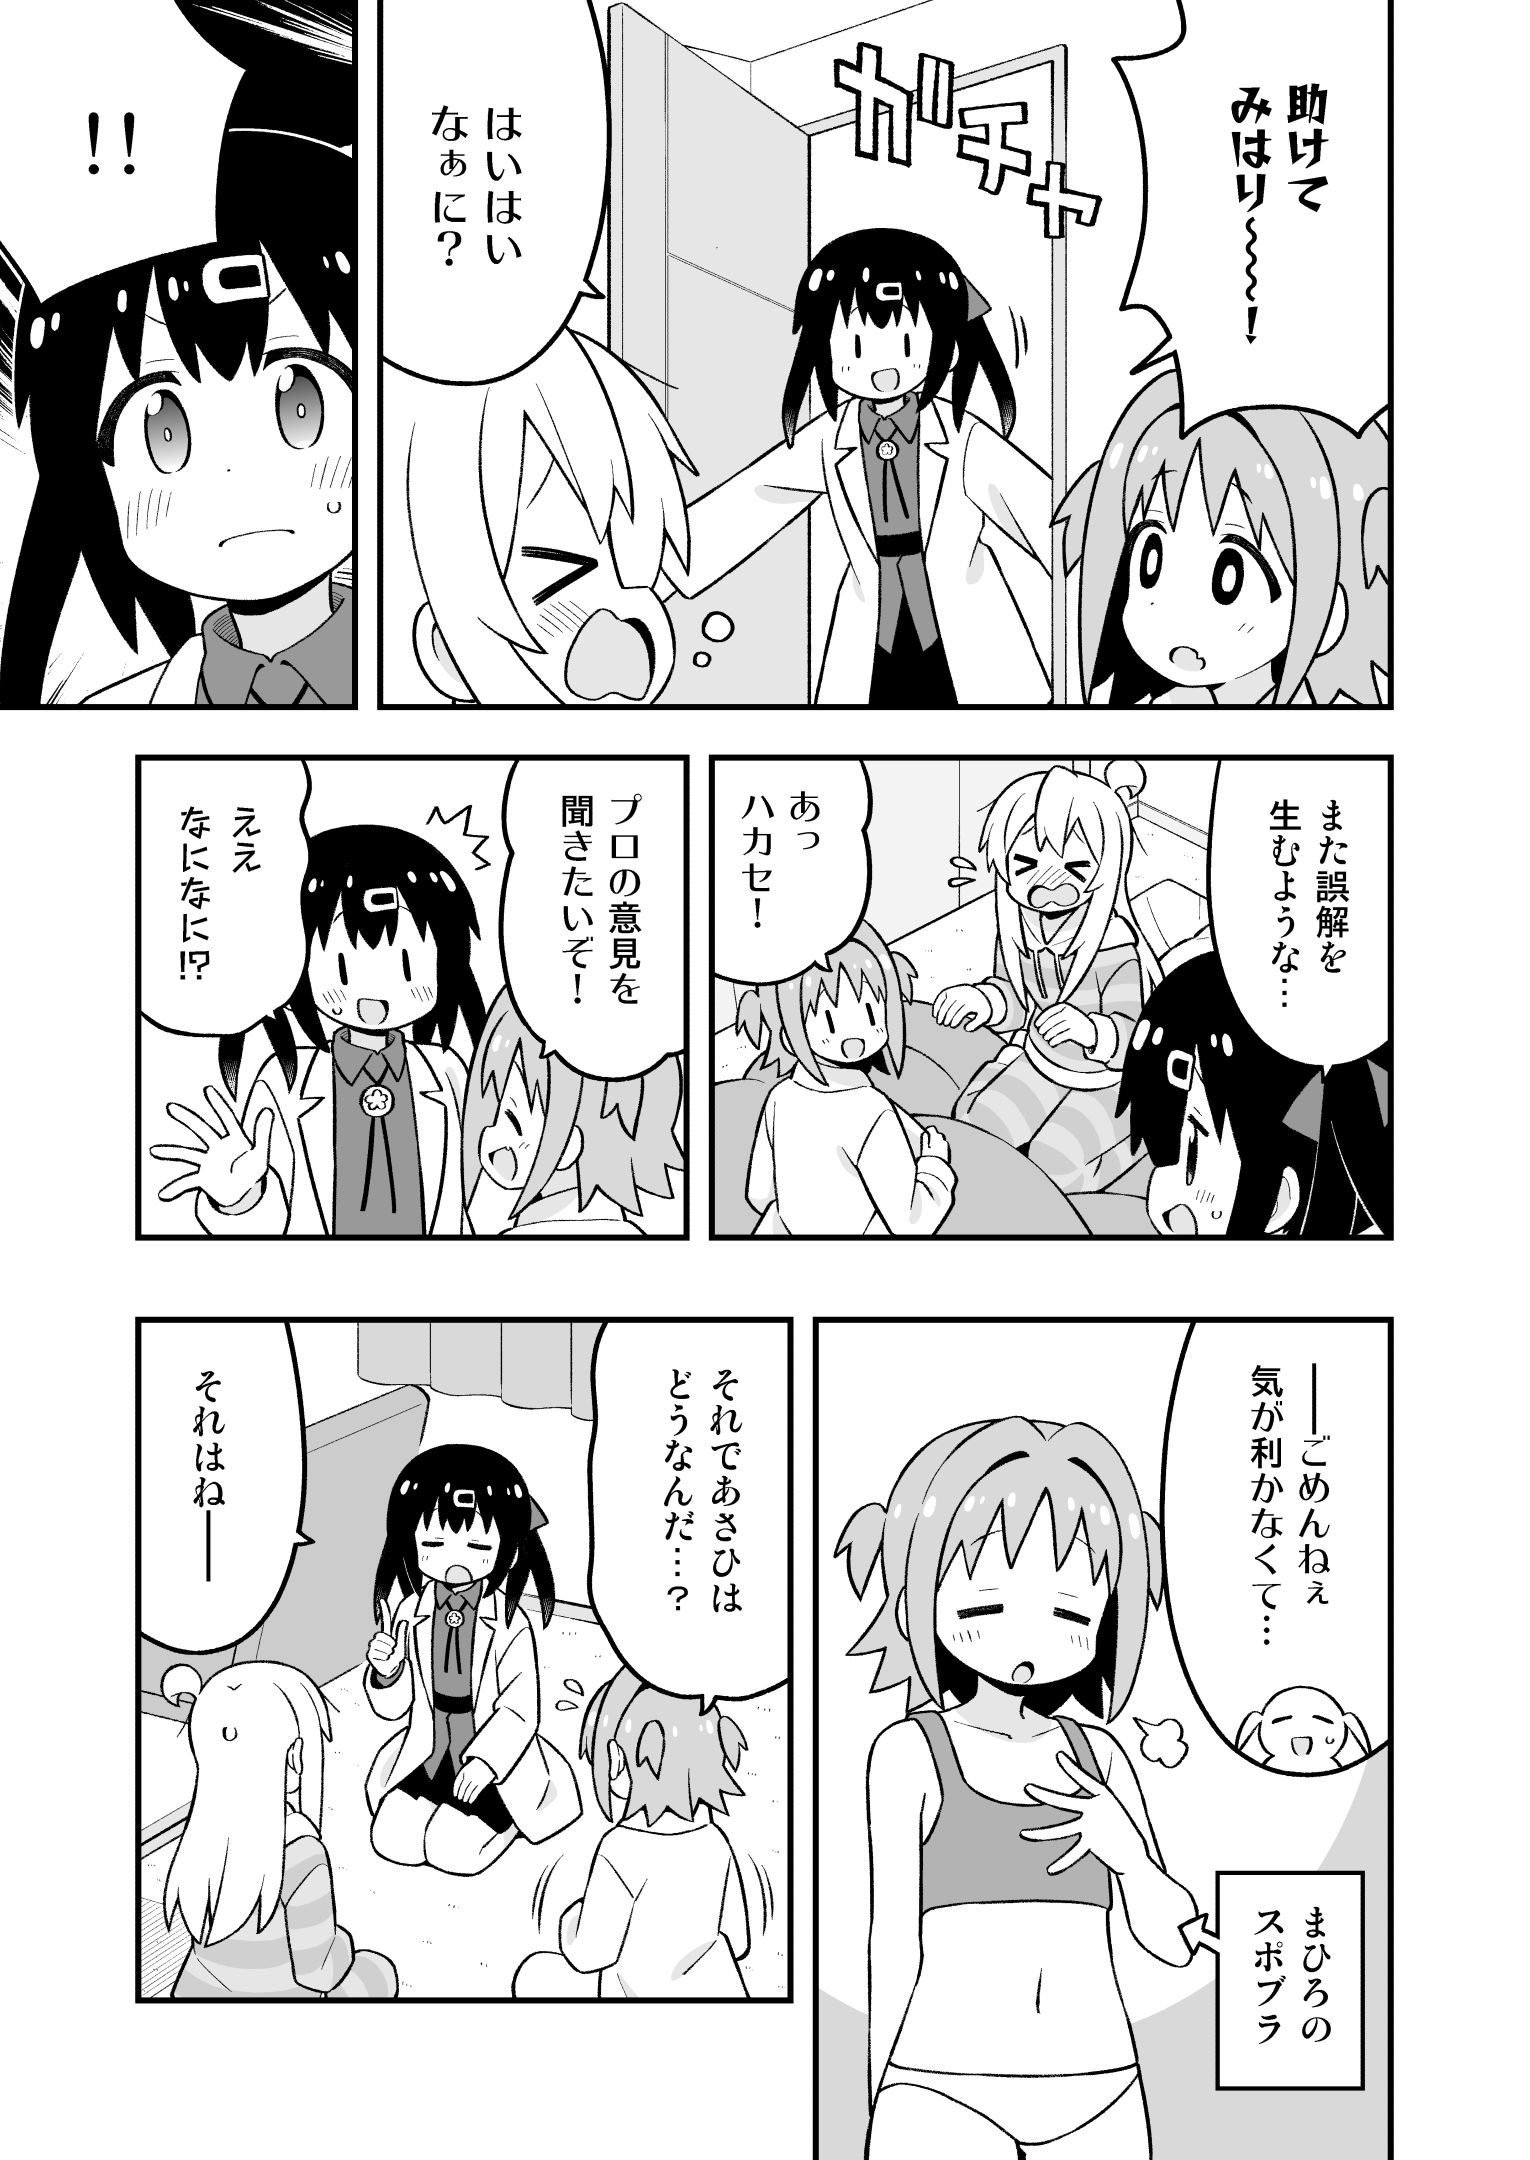 助けて
みはり〜〜〜！
ガチャ
はいはい
なぁに？
！！
また誤解を
生むような…
あっ
ハカセ！
プロの意見を
聞きたいぞ！
ええ
なになに!?
――ごめんねぇ
気が利かなくて…
まひろの
スポブラ
それであさひは
どうなんだ…？
それはね――